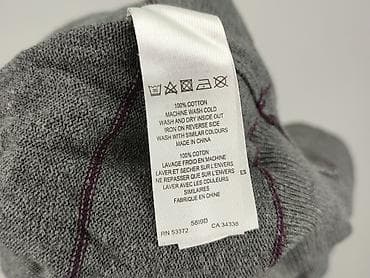 100% COTTON
MACHINE WASH COLD
WASH AND DRY INSIDE OUT
IRON ON REVERSE SIDE
WASH WITH SIMILAR COLOURS
MADE IN CHINA
100% COTON
LAVAGE FROID EN MACHINE
LAVER ET SECHER SUR L'ENVERS
NE REPASSER QUE SUR L'ENVERS
LAVER AVEC DES COULEURS
SIMILAIRES
FABRIQUE EN CHINE
ES
RN 53372
CA 34336